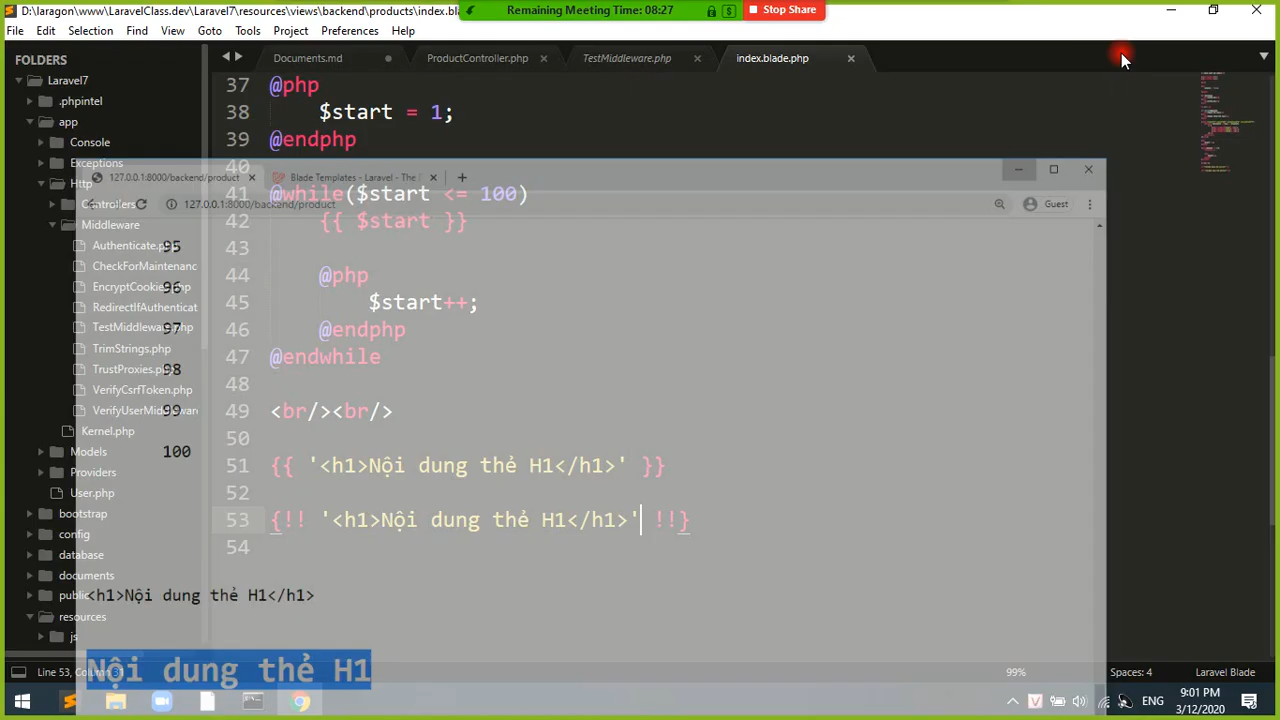 D:\laragon\www\LaravelClass.dev\Laravel7\resources\views\backend\products\index.bla
Remaining Meeting Time: 08:27
Stop Share
File Edit Selection Find View Goto Tools Project Preferences Help
FOLDERS
Laravel7
.phpintel
app
Console
Exceptions
Http
Controllers
Middleware
Authenticate.php
CheckForMaintenanc
EncryptCookies.php
RedirectIfAuthenticat
TestMiddleware.php
TrimStrings.php
TrustProxies.php
VerifyCsrfToken.php
VerifyUserMiddleware
Kernel.php
Models
Providers
User.php
bootstrap
config
database
documents
public
resources
js
Documents.md
ProductController.php
TestMiddleware.php
index.blade.php
37 @php
38 $start = 1;
39 @endphp
40
41 @while($start <= 100)
42 {{ $start }}
43
44 @php
45 $start++;
46 @endphp
47 @endwhile
48
49 <br/><br/>
50
51 {{ '<h1>Nội dung thẻ H1</h1>' }}
52
53 {!! '<h1>Nội dung thẻ H1</h1>' !!}
54
127.0.0.1:8000/backend/product
Blade Templates - Laravel - The
127.0.0.1:8000/backend/product
Guest
95
96
97
98
99
100
<h1>Nội dung thẻ H1</h1>
Nội dung thẻ H1
Line 53, Column 31
99%
Spaces: 4
Laravel Blade
ENG
9:01 PM
3/12/2020